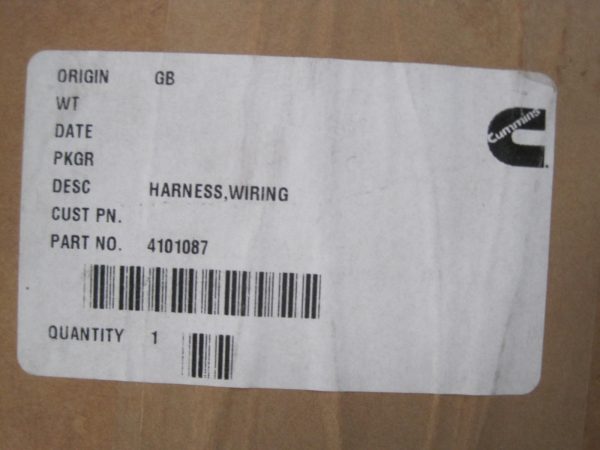 ORIGIN GB
WT
DATE
PKGR
DESC HARNESS,WIRING
CUST PN.
PART NO. 4101087
QUANTITY 1
Cummins